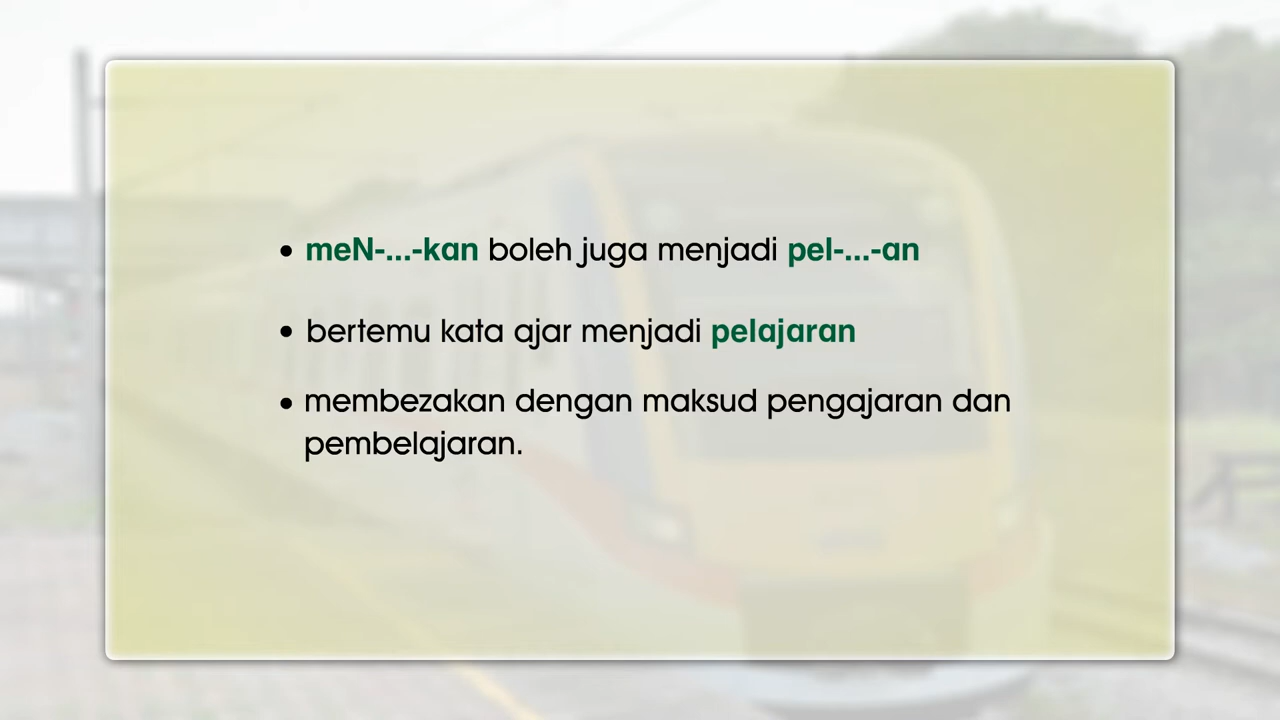 • meN-...-kan boleh juga menjadi pel-...-an
• bertemu kata ajar menjadi pelajaran
• membezakan dengan maksud pengajaran dan
pembelajaran.